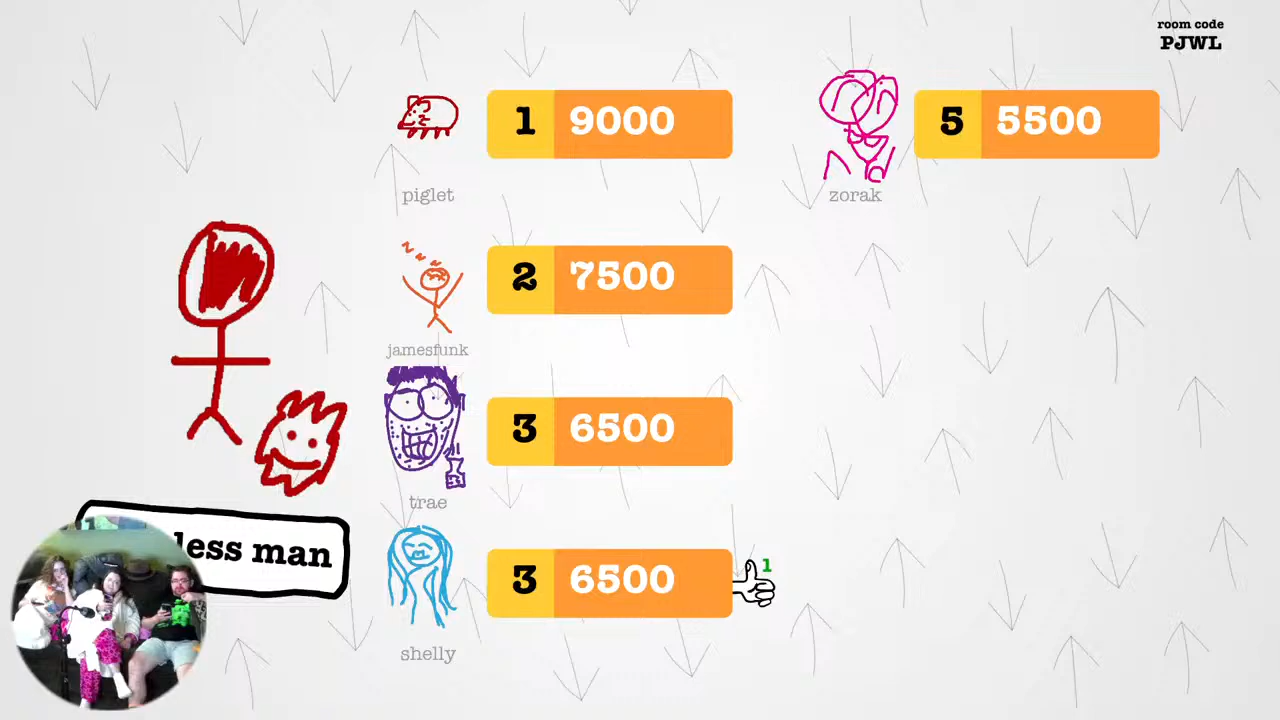 room code
PJWL
1 9000
piglet
5 5500
zorak
2 7500
jamesfunk
3 6500
trae
less man
3 6500
1
shelly